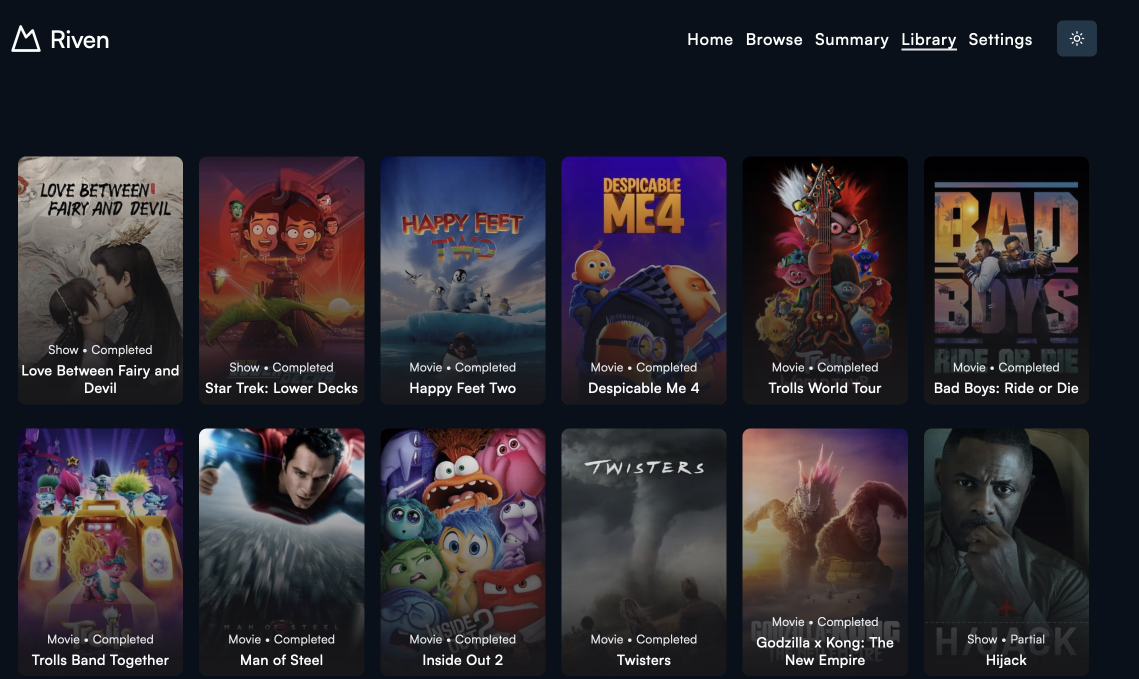 Riven
Home Browse Summary Library Settings
LOVE BETWEEN
FAIRY AND DEVIL
Show • Completed
Love Between Fairy and
Devil
Show • Completed
Star Trek: Lower Decks
HAPPY FEET
TWO
Movie • Completed
Happy Feet Two
DESPICABLE
ME4
Movie • Completed
Despicable Me 4
Trolls
Movie • Completed
Trolls World Tour
BAD
BOYS
RIDE OR DIE
Movie • Completed
Bad Boys: Ride or Die
Trolls
Movie • Completed
Trolls Band Together
MAN OF STEEL
Movie • Completed
Man of Steel
INSIDE
2
Movie • Completed
Inside Out 2
TWISTERS
Movie • Completed
Twisters
Movie • Completed
Godzilla x Kong: The
New Empire
HIJACK
Show • Partial
Hijack